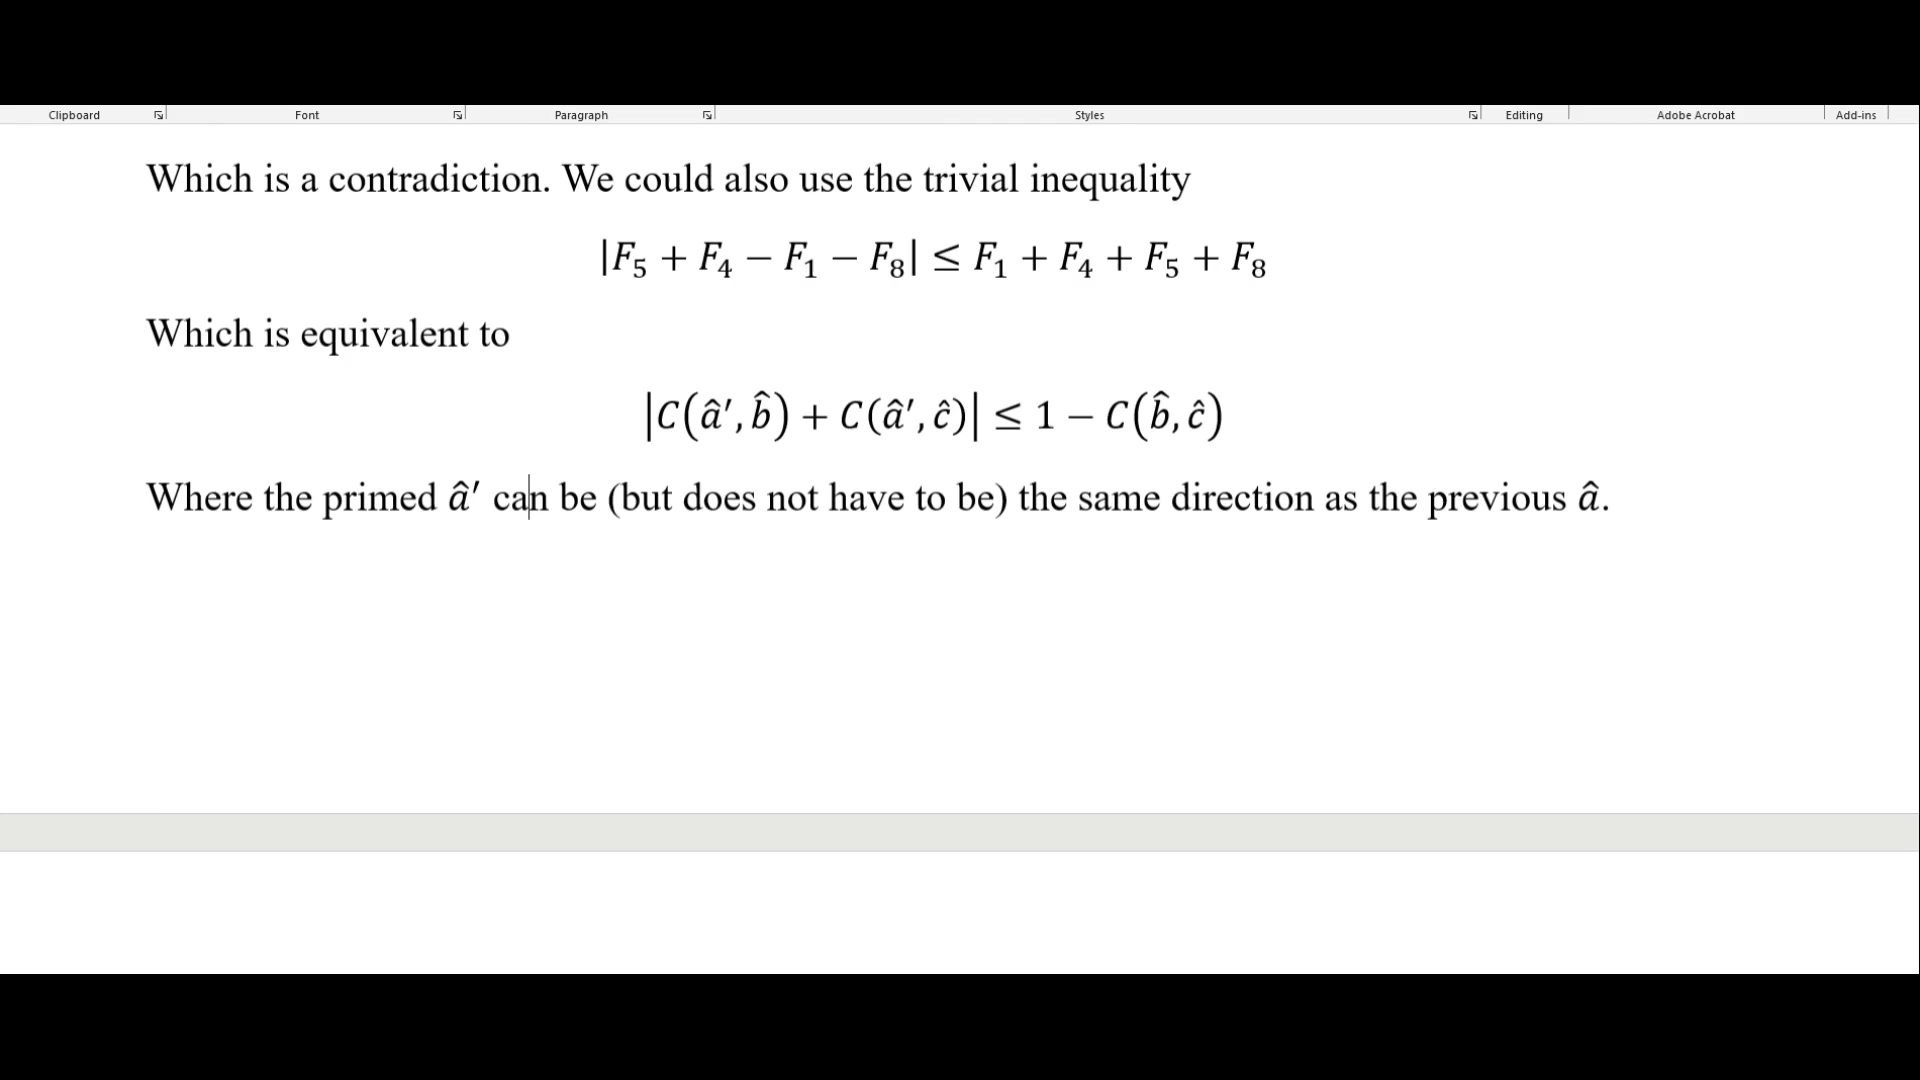 Clipboard Font Paragraph Styles Editing Adobe Acrobat Add-ins
Which is a contradiction. We could also use the trivial inequality
|F₅ + F₄ − F₁ − F₈| ≤ F₁ + F₄ + F₅ + F₈
Which is equivalent to
|C(â′, b̂) + C(â′, ĉ)| ≤ 1 − C(b̂, ĉ)
Where the primed â′ can be (but does not have to be) the same direction as the previous â.